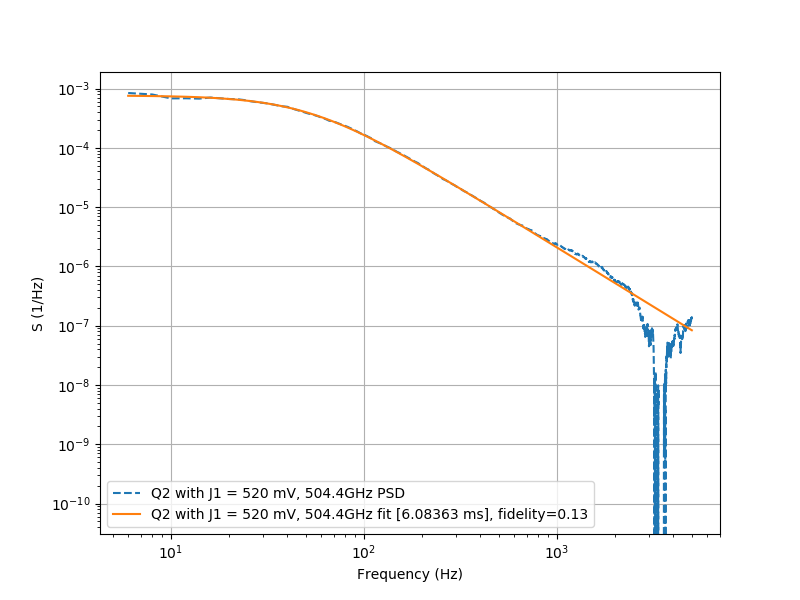 10⁻³
10⁻⁴
10⁻⁵
10⁻⁶
10⁻⁷
10⁻⁸
10⁻⁹
10⁻¹⁰
S (1/Hz)
Q2 with J1 = 520 mV, 504.4GHz PSD
Q2 with J1 = 520 mV, 504.4GHz fit [6.08363 ms], fidelity=0.13
10¹ 10² 10³
Frequency (Hz)